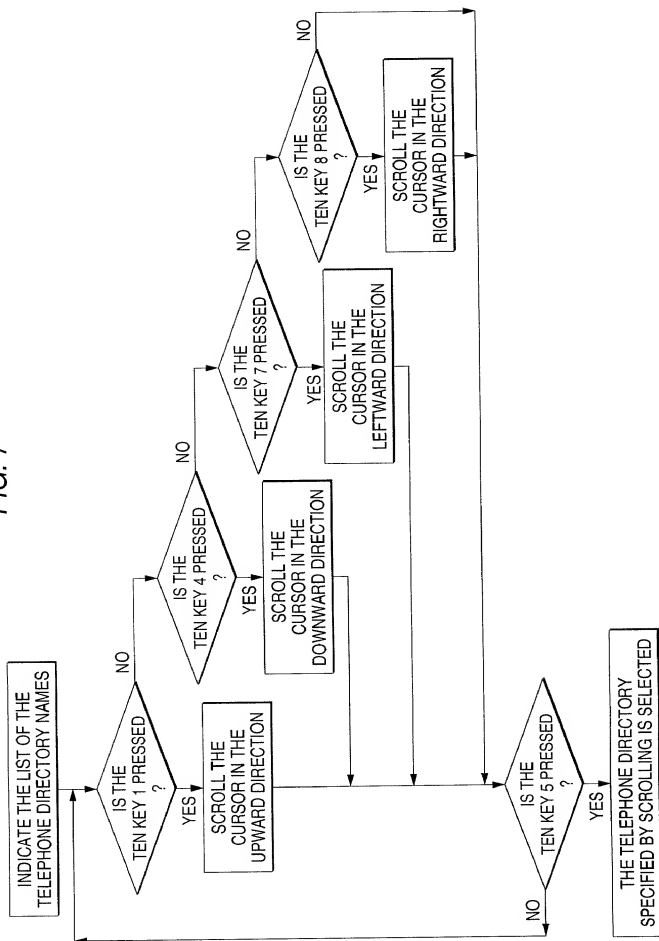 FIG. 7
INDICATE THE LIST OF THE
TELEPHONE DIRECTORY NAMES
IS THE
TEN KEY 1 PRESSED
?
NO
YES
SCROLL THE
CURSOR IN THE
UPWARD DIRECTION
IS THE
TEN KEY 4 PRESSED
?
NO
YES
SCROLL THE
CURSOR IN THE
DOWNWARD DIRECTION
IS THE
TEN KEY 7 PRESSED
?
NO
YES
SCROLL THE
CURSOR IN THE
LEFTWARD DIRECTION
IS THE
TEN KEY 8 PRESSED
?
NO
YES
SCROLL THE
CURSOR IN THE
RIGHTWARD DIRECTION
IS THE
TEN KEY 5 PRESSED
?
NO
YES
THE TELEPHONE DIRECTORY
SPECIFIED BY SCROLLING IS SELECTED